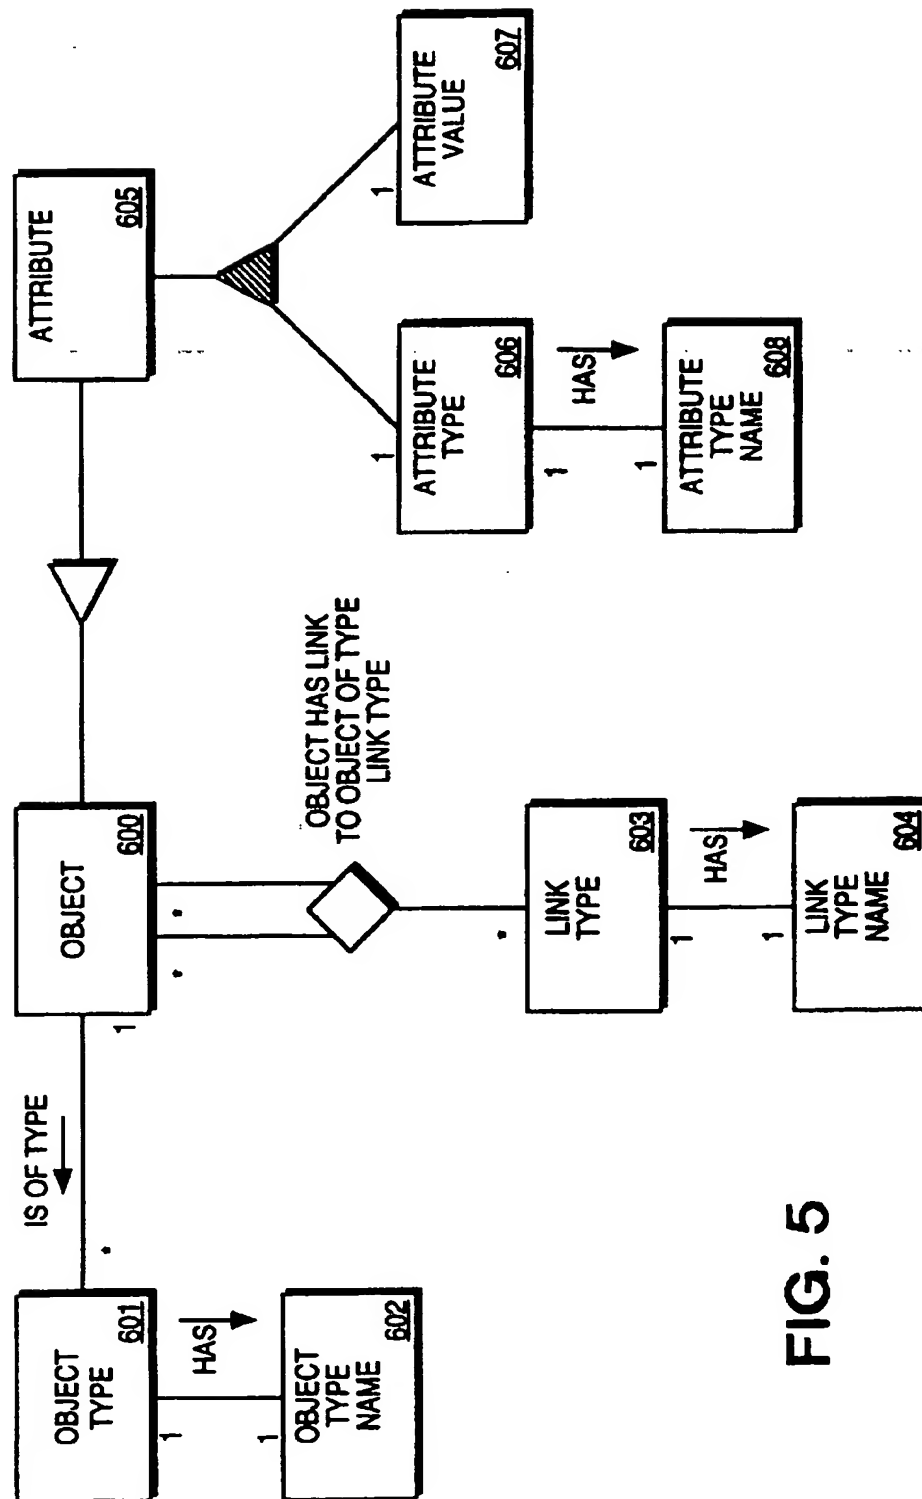 OBJECT
TYPE
601
IS OF TYPE
*
1
OBJECT
600
ATTRIBUTE
605
1
HAS
1
OBJECT
TYPE
NAME
602
*
*
OBJECT HAS LINK
TO OBJECT OF TYPE
LINK TYPE
*
LINK
TYPE
603
1
HAS
1
LINK
TYPE
NAME
604
1
ATTRIBUTE
TYPE
606
1
ATTRIBUTE
VALUE
607
1
HAS
1
ATTRIBUTE
TYPE
NAME
608
FIG. 5